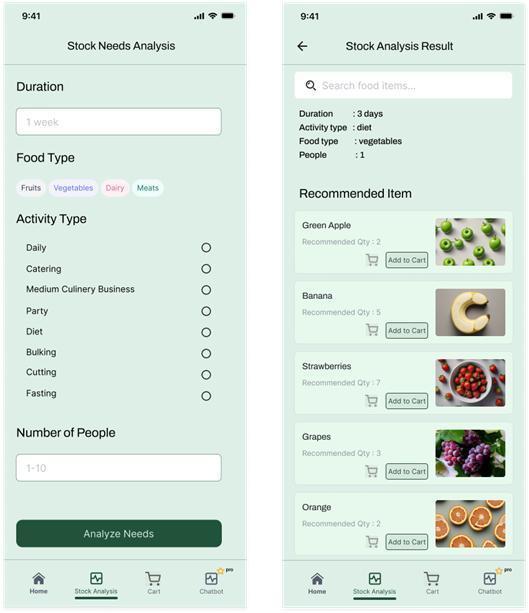 9:41
Stock Needs Analysis
Duration
1 week
Food Type
Fruits Vegetables Dairy Meats
Activity Type
Daily
Catering
Medium Culinery Business
Party
Diet
Bulking
Cutting
Fasting
Number of People
1-10
Analyze Needs
pro
Home Stock Analysis Cart Chatbot
9:41
Stock Analysis Result
Search food items...
Duration : 3 days
Activity type : diet
Food type : vegetables
People : 1
Recommended Item
Green Apple
Recommended Qty : 2
Add to Cart
Banana
Recommended Qty : 5
Add to Cart
Strawberries
Recommended Qty : 7
Add to Cart
Grapes
Recommended Qty : 3
Add to Cart
Orange
Recommended Qty : 2
Add to Cart
pro
Home Stock Analysis Cart Chatbot